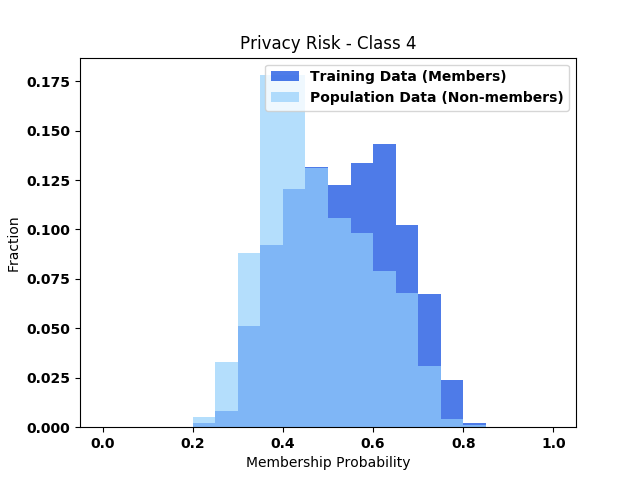 Privacy Risk - Class 4
Training Data (Members)
Population Data (Non-members)
0.175
0.150
0.125
0.100
0.075
0.050
0.025
0.000
Fraction
0.0 0.2 0.4 0.6 0.8 1.0
Membership Probability